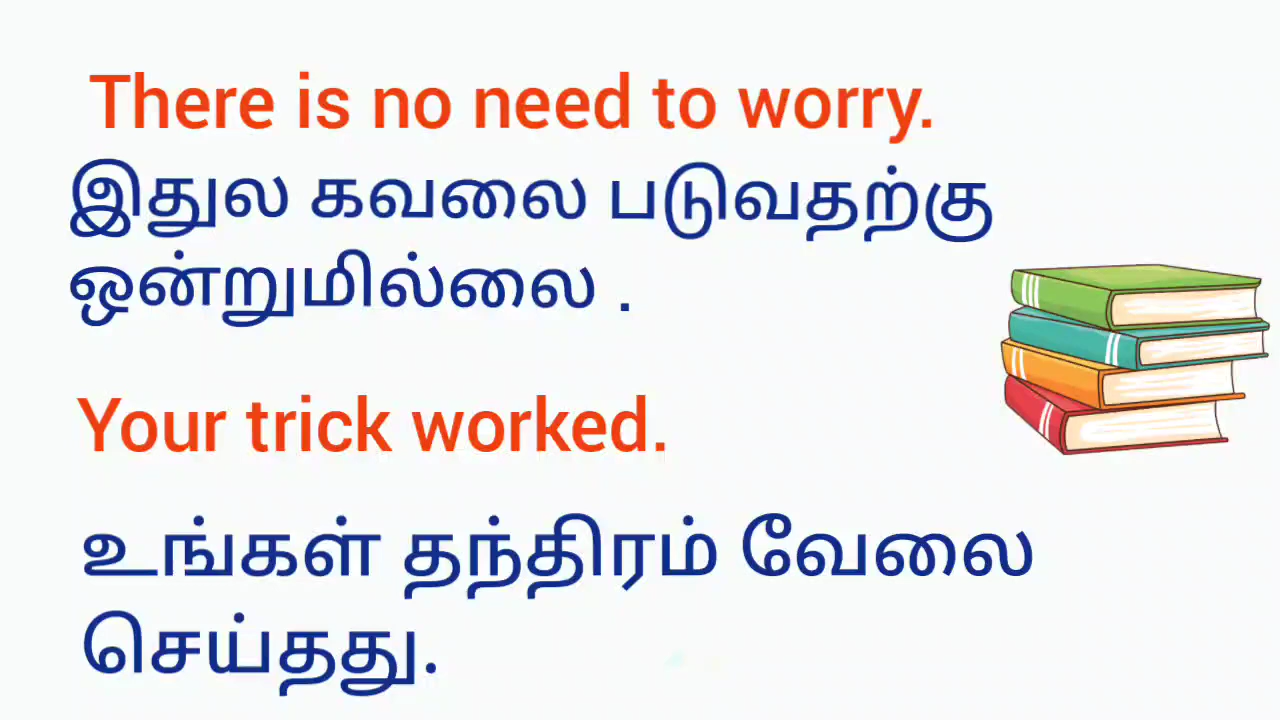 There is no need to worry.
இதுல கவலை படுவதற்கு
ஒன்றுமில்லை .
Your trick worked.
உங்கள் தந்திரம் வேலை
செய்தது.